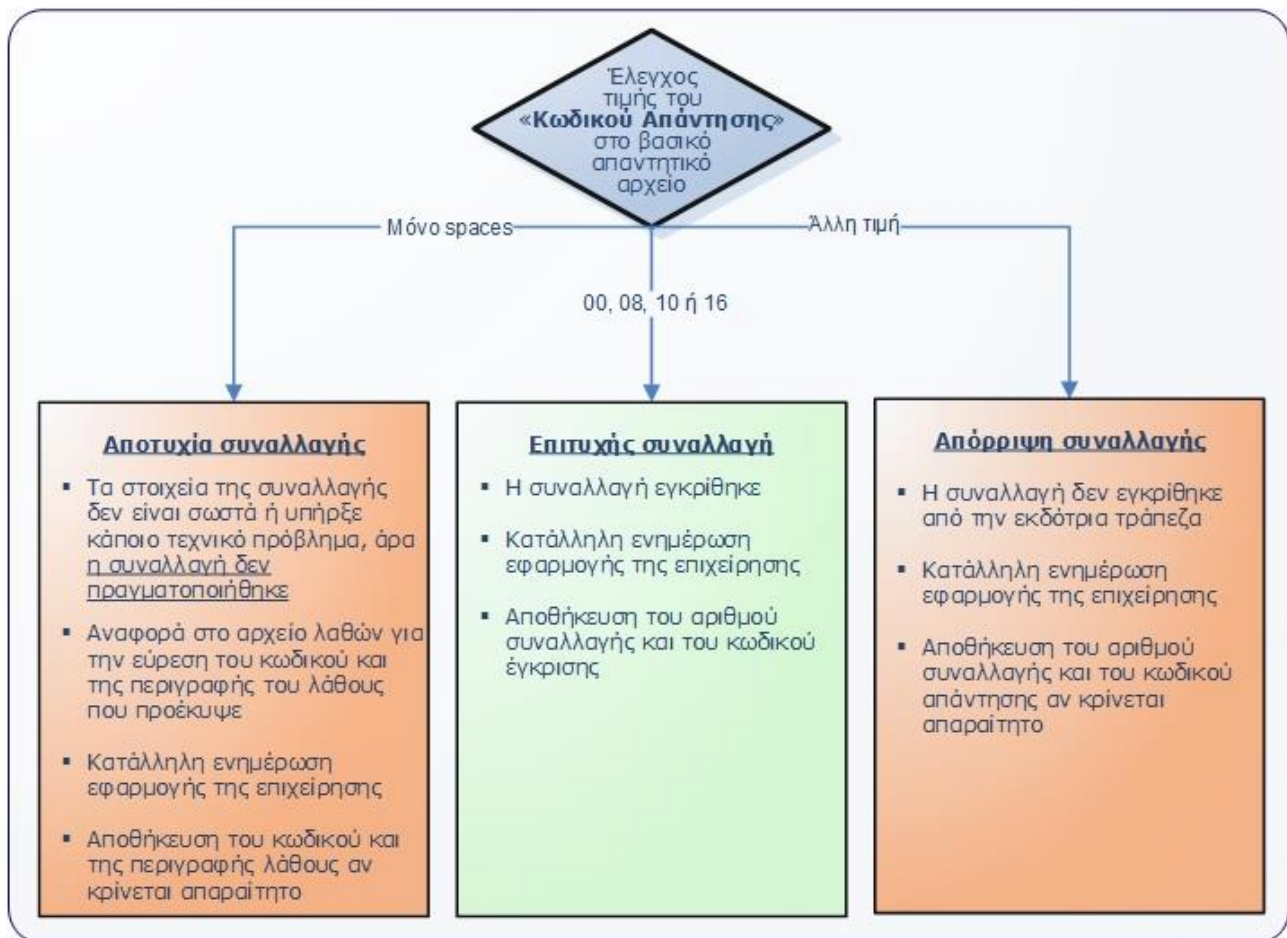 Έλεγχος
τιμής του
«Κωδικού Απάντησης»
στο βασικό
απαντητικό
αρχείο
Μόνο spaces
Άλλη τιμή
00, 08, 10 ή 16
Αποτυχία συναλλαγής
▪ Τα στοιχεία της συναλλαγής
δεν είναι σωστά ή υπήρξε
κάποιο τεχνικό πρόβλημα, άρα
η συναλλαγή δεν
πραγματοποιήθηκε
▪ Αναφορά στο αρχείο λαθών για
την εύρεση του κωδικού και
της περιγραφής του λάθους
που προέκυψε
▪ Κατάλληλη ενημέρωση
εφαρμογής της επιχείρησης
▪ Αποθήκευση του κωδικού και
της περιγραφής λάθους αν
κρίνεται απαραίτητο
Επιτυχής συναλλαγή
▪ Η συναλλαγή εγκρίθηκε
▪ Κατάλληλη ενημέρωση
εφαρμογής της επιχείρησης
▪ Αποθήκευση του αριθμού
συναλλαγής και του κωδικού
έγκρισης
Απόρριψη συναλλαγής
▪ Η συναλλαγή δεν εγκρίθηκε
από την εκδότρια τράπεζα
▪ Κατάλληλη ενημέρωση
εφαρμογής της επιχείρησης
▪ Αποθήκευση του αριθμού
συναλλαγής και του κωδικού
απάντησης αν κρίνεται
απαραίτητο